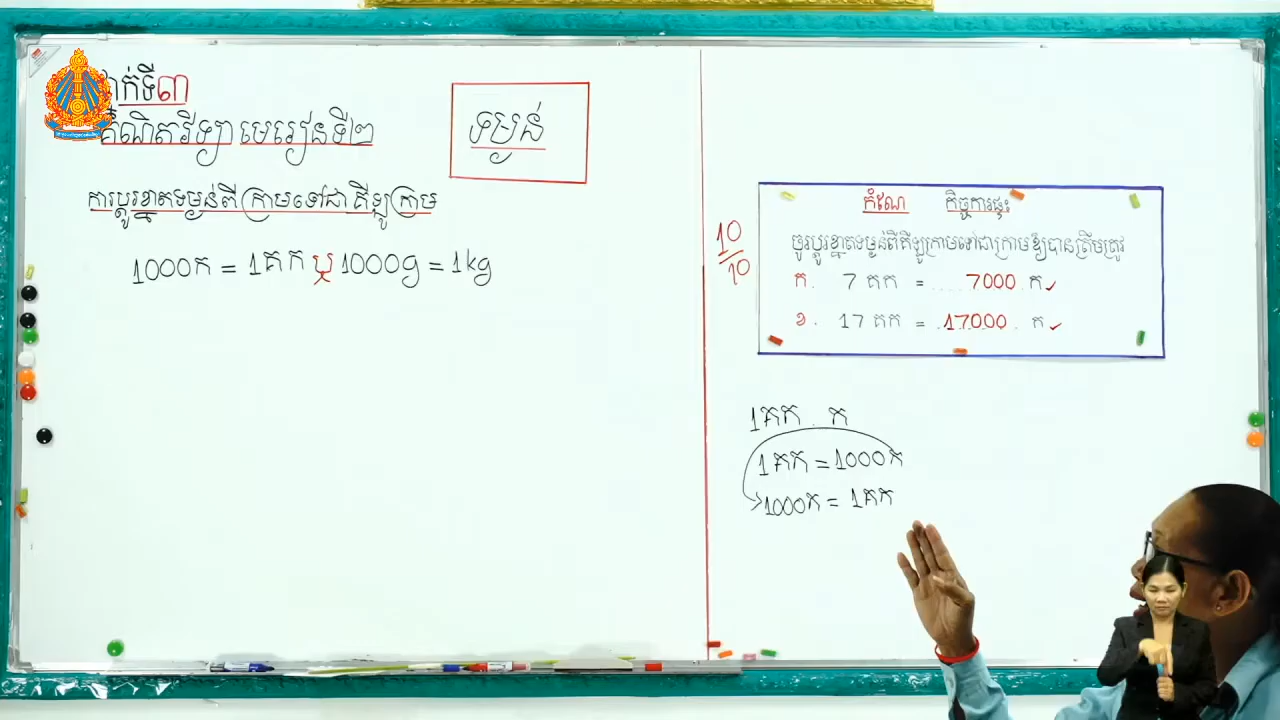 ថ្នាក់ទី៣
គណិតវិទ្យា មេរៀនទី២
ទម្ងន់
ការប្តូរខ្នាតទម្ងន់ពីក្រាមទៅជាគីឡូក្រាម
1000ក = 1គក ឬ 1000g = 1kg
10
10
កំណែ កិច្ចការផ្ទះ
ចូរប្តូរខ្នាតទម្ងន់ពីគីឡូក្រាមទៅជាក្រាមឱ្យបានត្រឹមត្រូវ
ក. 7 គក = ....7000. ក
ខ. 17 គក = .17000. ក
1គក . ក
1គក = 1000ក
1000ក = 1គក